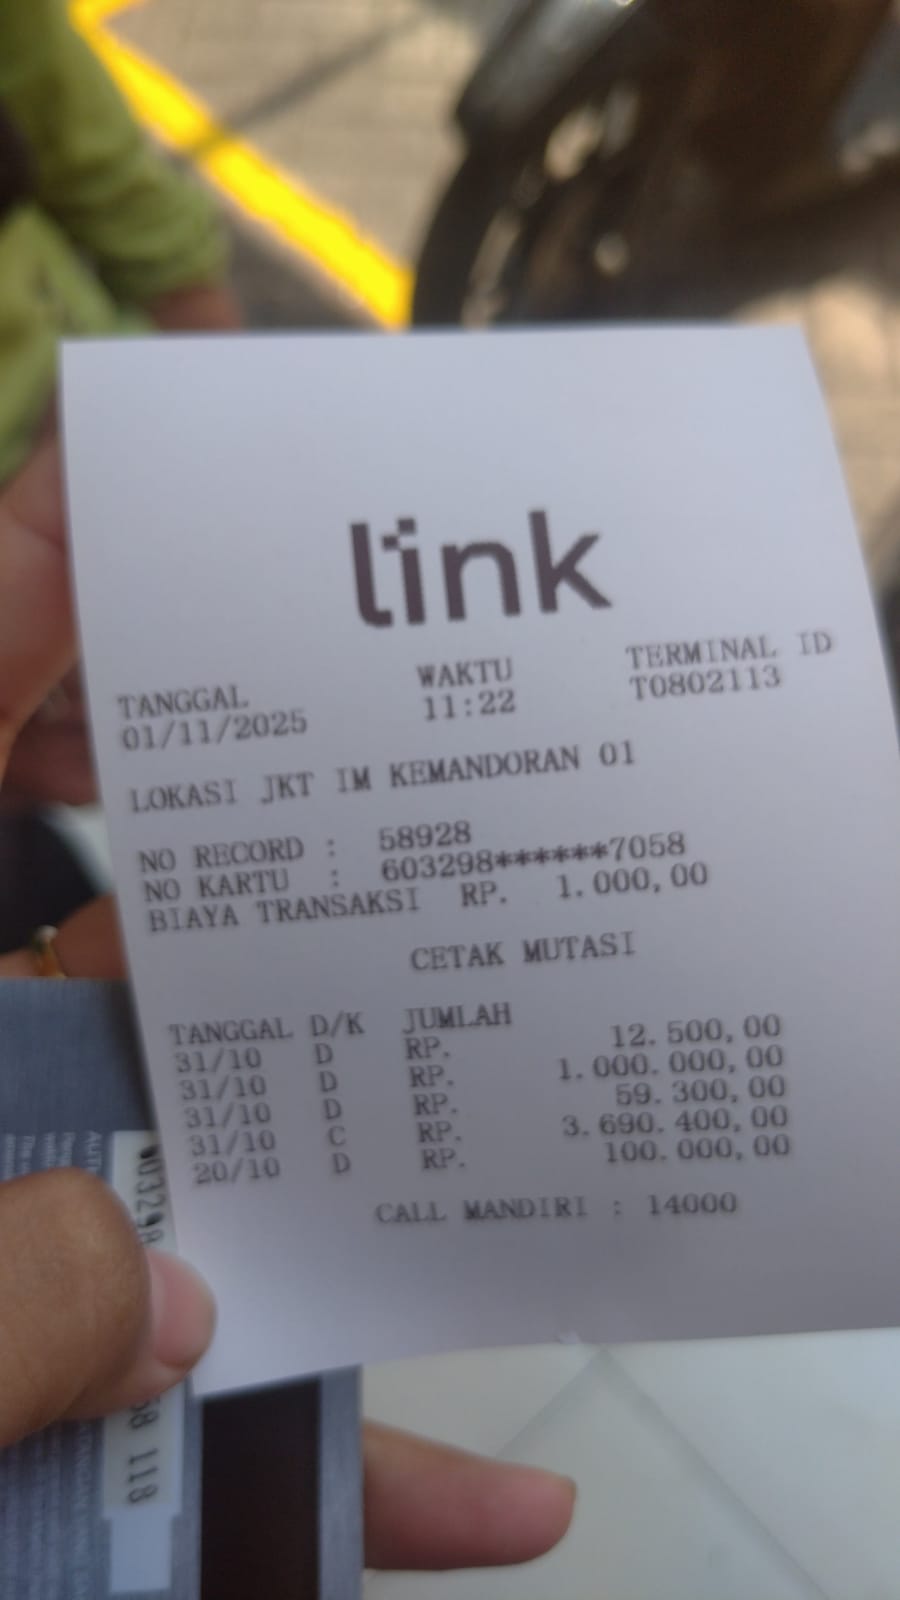 link
TANGGAL WAKTU TERMINAL ID
01/11/2025 11:22 T0802113
LOKASI JKT IM KEMANDORAN 01
NO RECORD : 58928
NO KARTU : 603298******7058
BIAYA TRANSAKSI RP. 1.000,00
CETAK MUTASI
TANGGAL D/K JUMLAH
31/10 D RP. 12.500,00
31/10 D RP. 1.000.000,00
31/10 D RP. 59.300,00
31/10 C RP. 3.690.400,00
20/10 D RP. 100.000,00
CALL MANDIRI : 14000